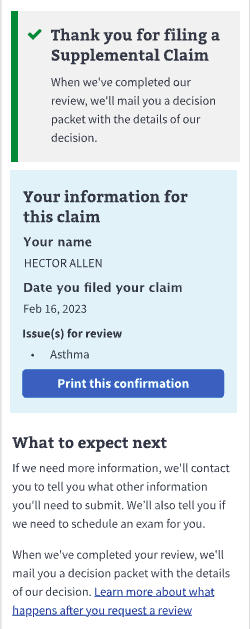 Thank you for filing a
Supplemental Claim
When we've completed our
review, we'll mail you a decision
packet with the details of our
decision.
Your information for
this claim
Your name
HECTOR ALLEN
Date you filed your claim
Feb 16, 2023
Issue(s) for review
• Asthma
Print this confirmation
What to expect next
If we need more information, we'll contact
you to tell you what other information
you'll need to submit. We'll also tell you if
we need to schedule an exam for you.
When we've completed your review, we'll
mail you a decision packet with the details
of our decision. Learn more about what
happens after you request a review